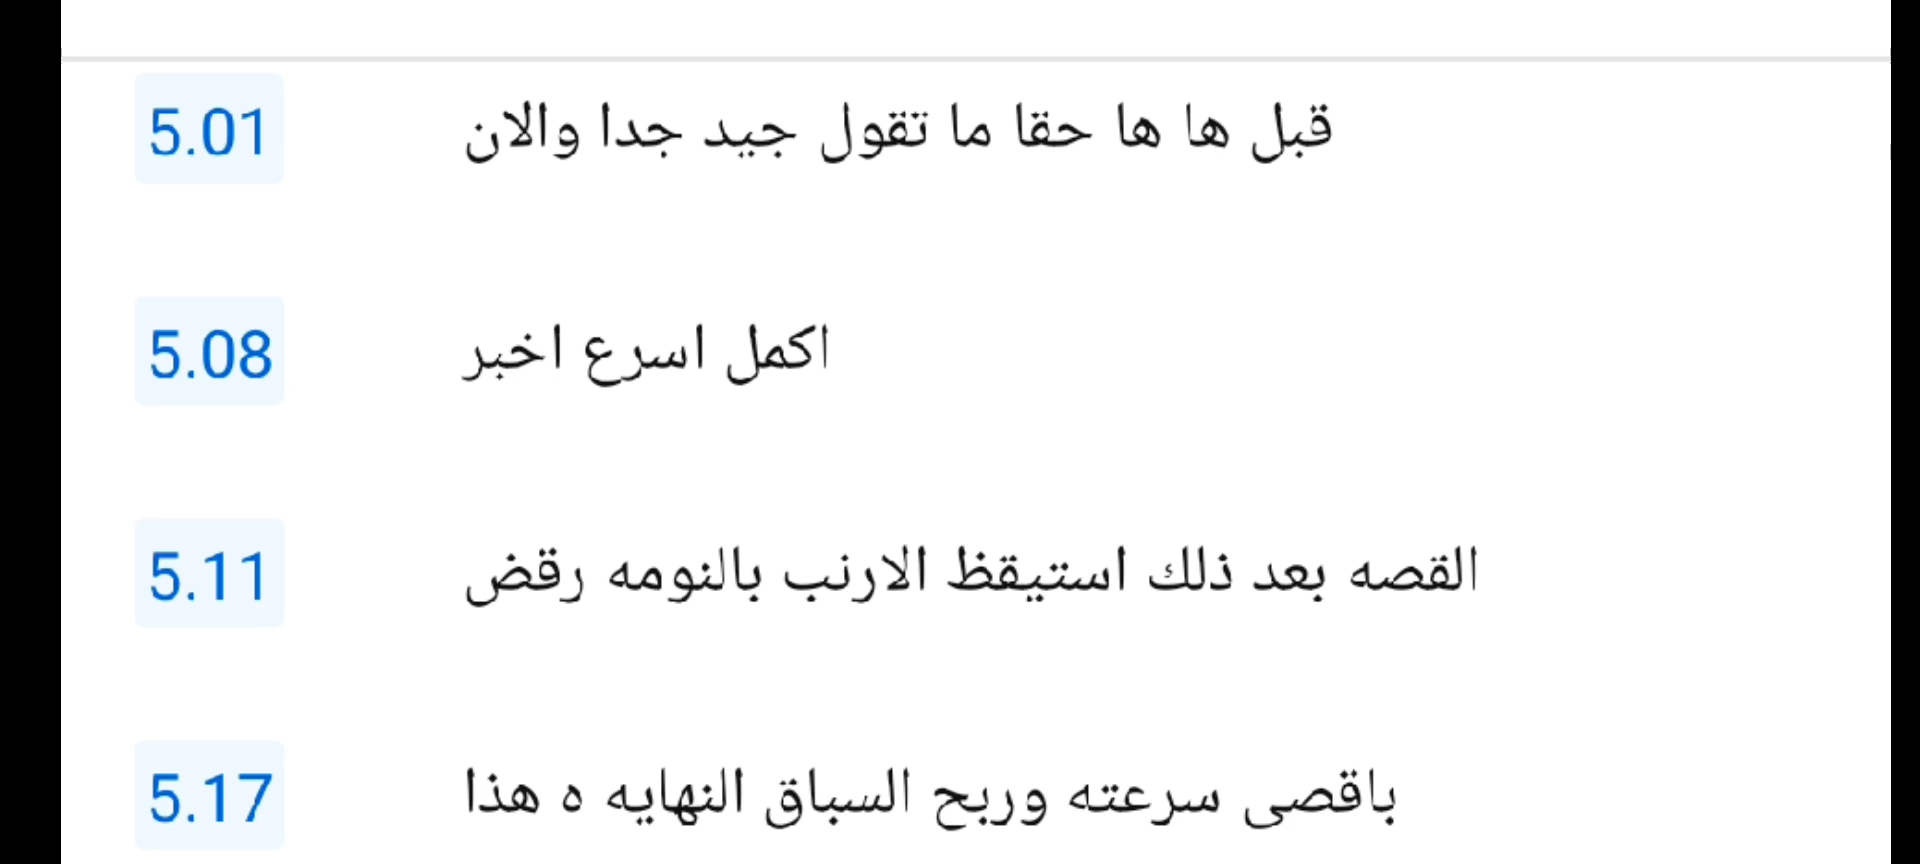 5.01 قبل ها ها حقا ما تقول جيد جدا والان
5.08 اكمل اسرع اخبر
5.11 القصه بعد ذلك استيقظ الارنب بالنومه رقض
5.17 باقصى سرعته وربح السباق النهايه ه هذا